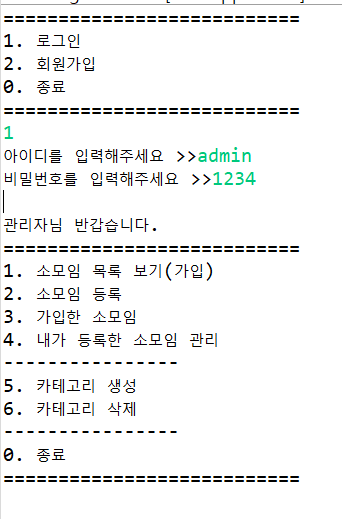 ===========================
1. 로그인
2. 회원가입
0. 종료
===========================
1
아이디를 입력해주세요 >>admin
비밀번호를 입력해주세요 >>1234
관리자님 반갑습니다.
===========================
1. 소모임 목록 보기(가입)
2. 소모임 등록
3. 가입한 소모임
4. 내가 등록한 소모임 관리
----------------
5. 카테고리 생성
6. 카테고리 삭제
----------------
0. 종료
===========================